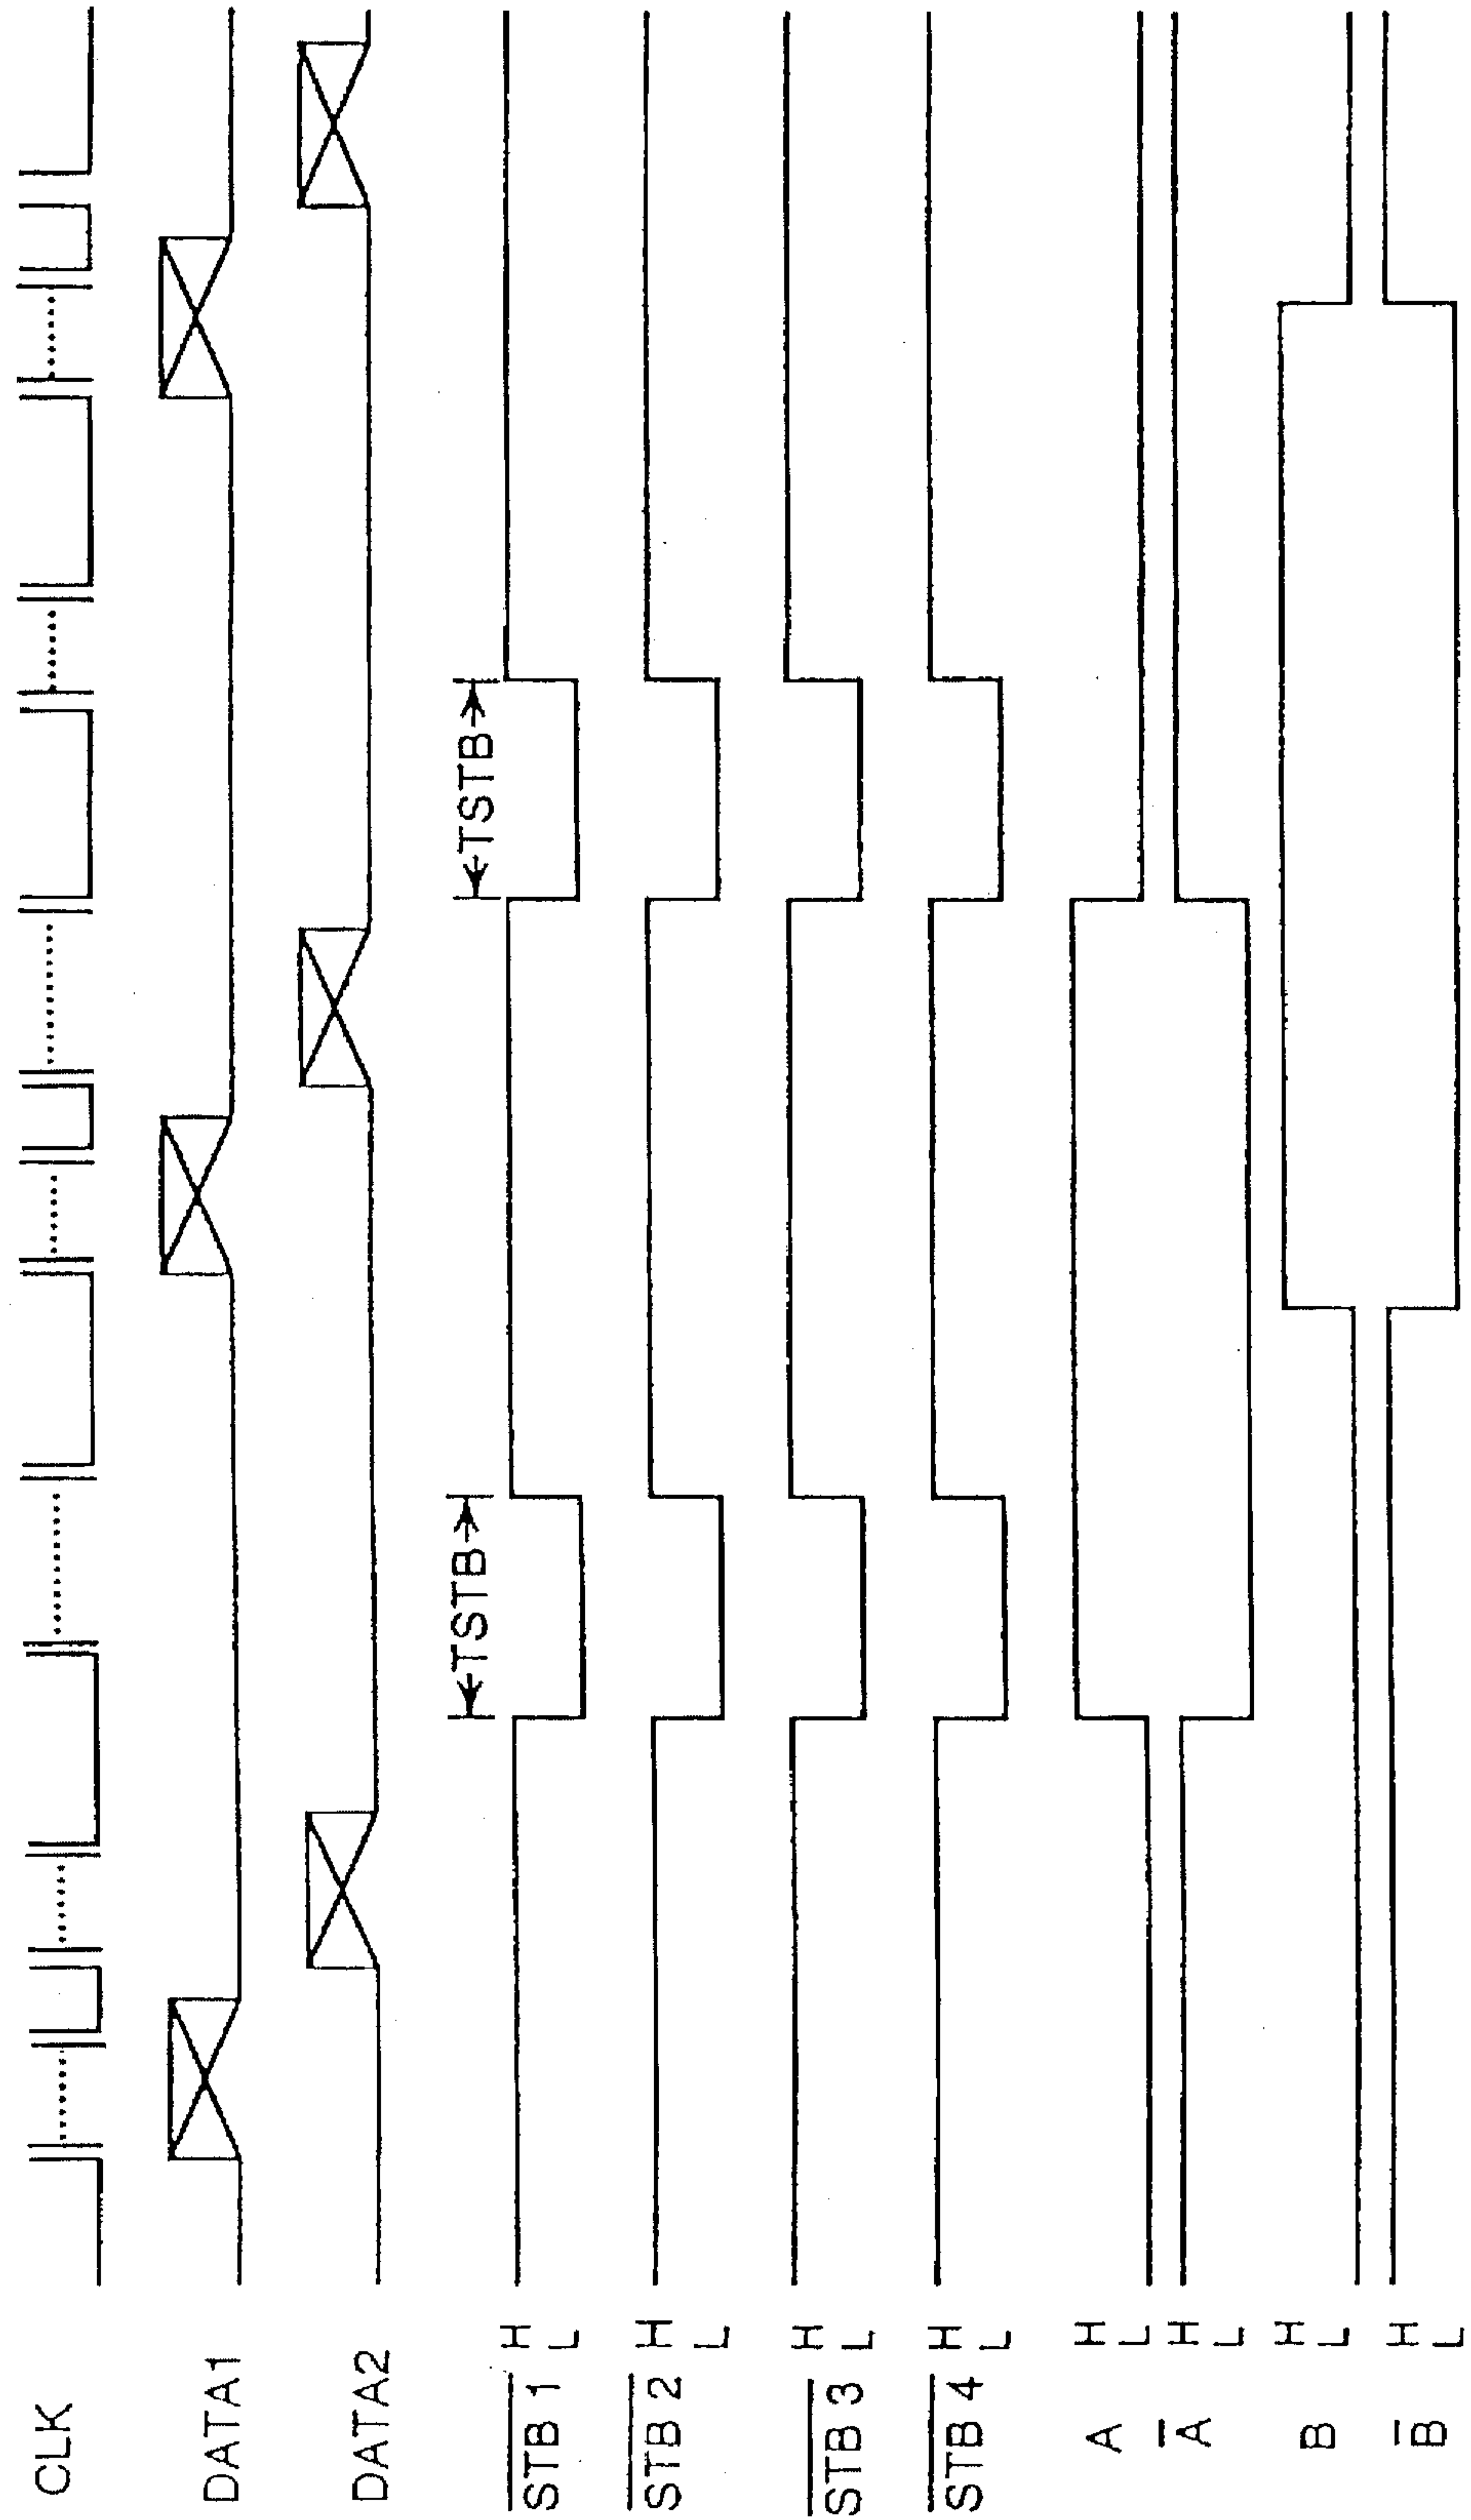 CLK
DATA1
DATA2
TSTB TSTB
STB 1 H L
STB 2 H L
STB 3 H L
STB 4 H L
A H L
A H L
B H L
B H L